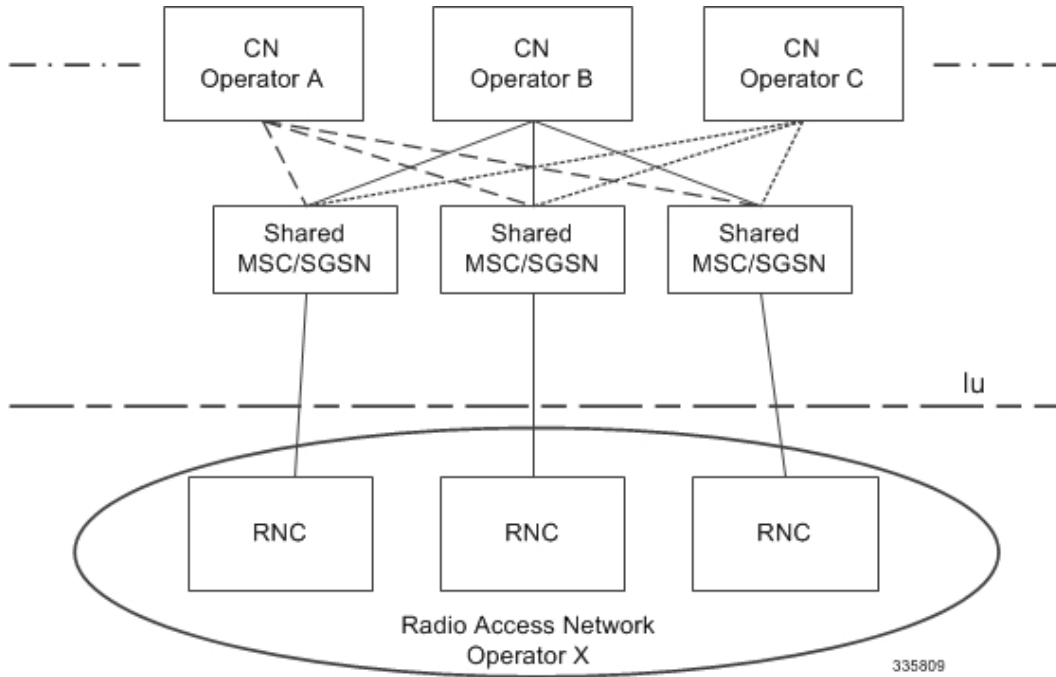 CN
Operator A
CN
Operator B
CN
Operator C
Shared
MSC/SGSN
Shared
MSC/SGSN
Shared
MSC/SGSN
Iu
RNC
RNC
RNC
Radio Access Network
Operator X
335809